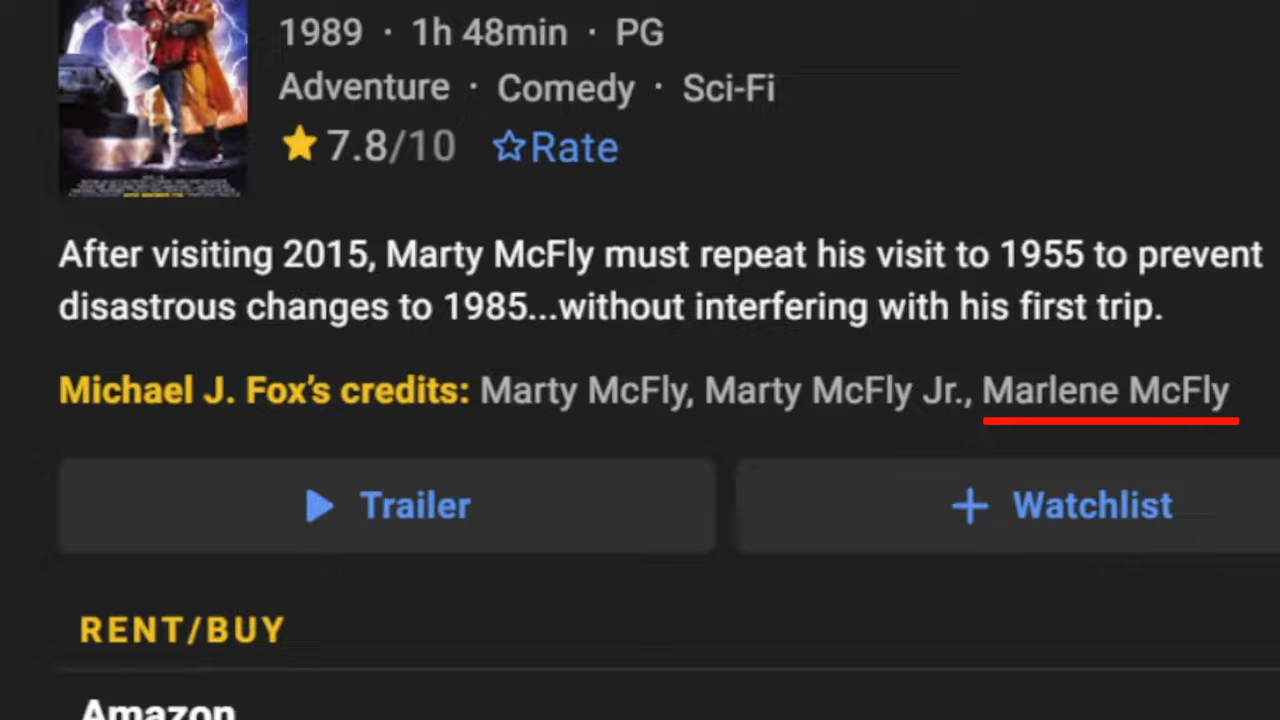 1989 · 1h 48min · PG
Adventure · Comedy · Sci-Fi
7.8/10 Rate
After visiting 2015, Marty McFly must repeat his visit to 1955 to prevent
disastrous changes to 1985...without interfering with his first trip.
Michael J. Fox's credits: Marty McFly, Marty McFly Jr., Marlene McFly
Trailer
Watchlist
RENT/BUY
Amazon